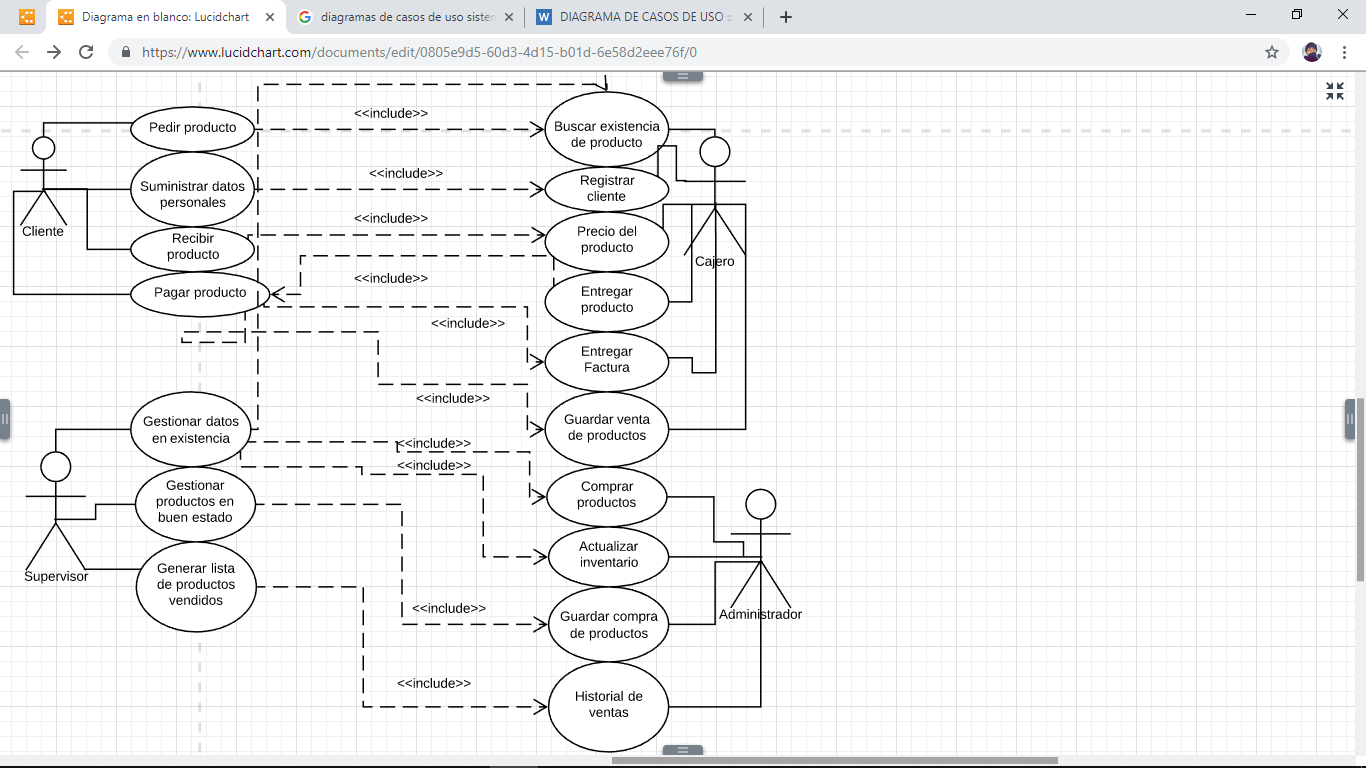 Diagrama en blanco: Lucidchart
diagramas de casos de uso sisten
DIAGRAMA DE CASOS DE USO :
https://www.lucidchart.com/documents/edit/0805e9d5-60d3-4d15-b01d-6e58d2eee76f/0
Pedir producto
<<include>>
Buscar existencia
de producto
Suministrar datos
personales
<<include>>
Registrar
cliente
Cliente
Recibir
producto
<<include>>
Precio del
producto
Cajero
Pagar producto
<<include>>
Entregar
producto
<<include>>
Entregar
Factura
<<include>>
Gestionar datos
en existencia
Guardar venta
de productos
<<include>>
<<include>>
Gestionar
productos en
buen estado
Comprar
productos
Supervisor
Generar lista
de productos
vendidos
Actualizar
inventario
<<include>>
Guardar compra
de productos
Administrador
<<include>>
Historial de
ventas